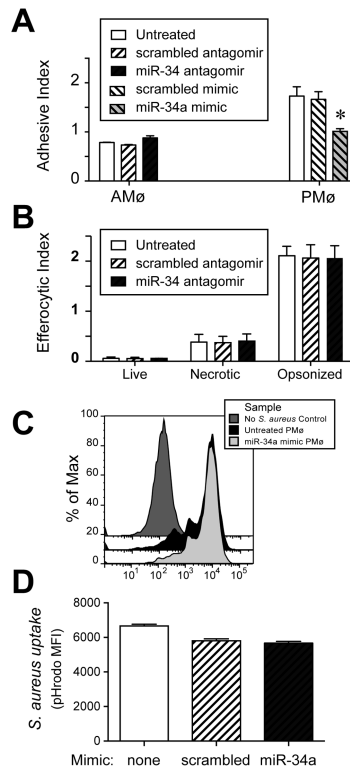 A
Untreated
scrambled antagomir
miR-34 antagomir
scrambled mimic
miR-34a mimic
Adhesive Index
3
2
1
0
*
AMø
PMø
B
Untreated
scrambled antagomir
miR-34 antagomir
Efferocytic Index
2
1
0
Live
Necrotic
Opsonized
C
Sample
No S. aureus Control
Untreated PMø
miR-34a mimic PMø
% of Max
100
80
60
40
20
0
10¹ 10² 10³ 10⁴ 10⁵
D
S. aureus uptake
(pHrodo MFI)
8000
6000
4000
2000
0
Mimic: none scrambled miR-34a